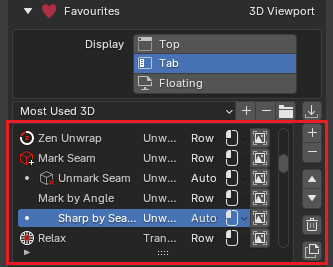 Favourites 3D Viewport
Display Top
Tab
Floating
Most Used 3D
Zen Unwrap Unw... Row
Mark Seam Unw... Row
Unmark Seam Unw... Auto
Mark by Angle Unw... Row
Sharp by Sea... Unw... Auto
Relax Tran... Row